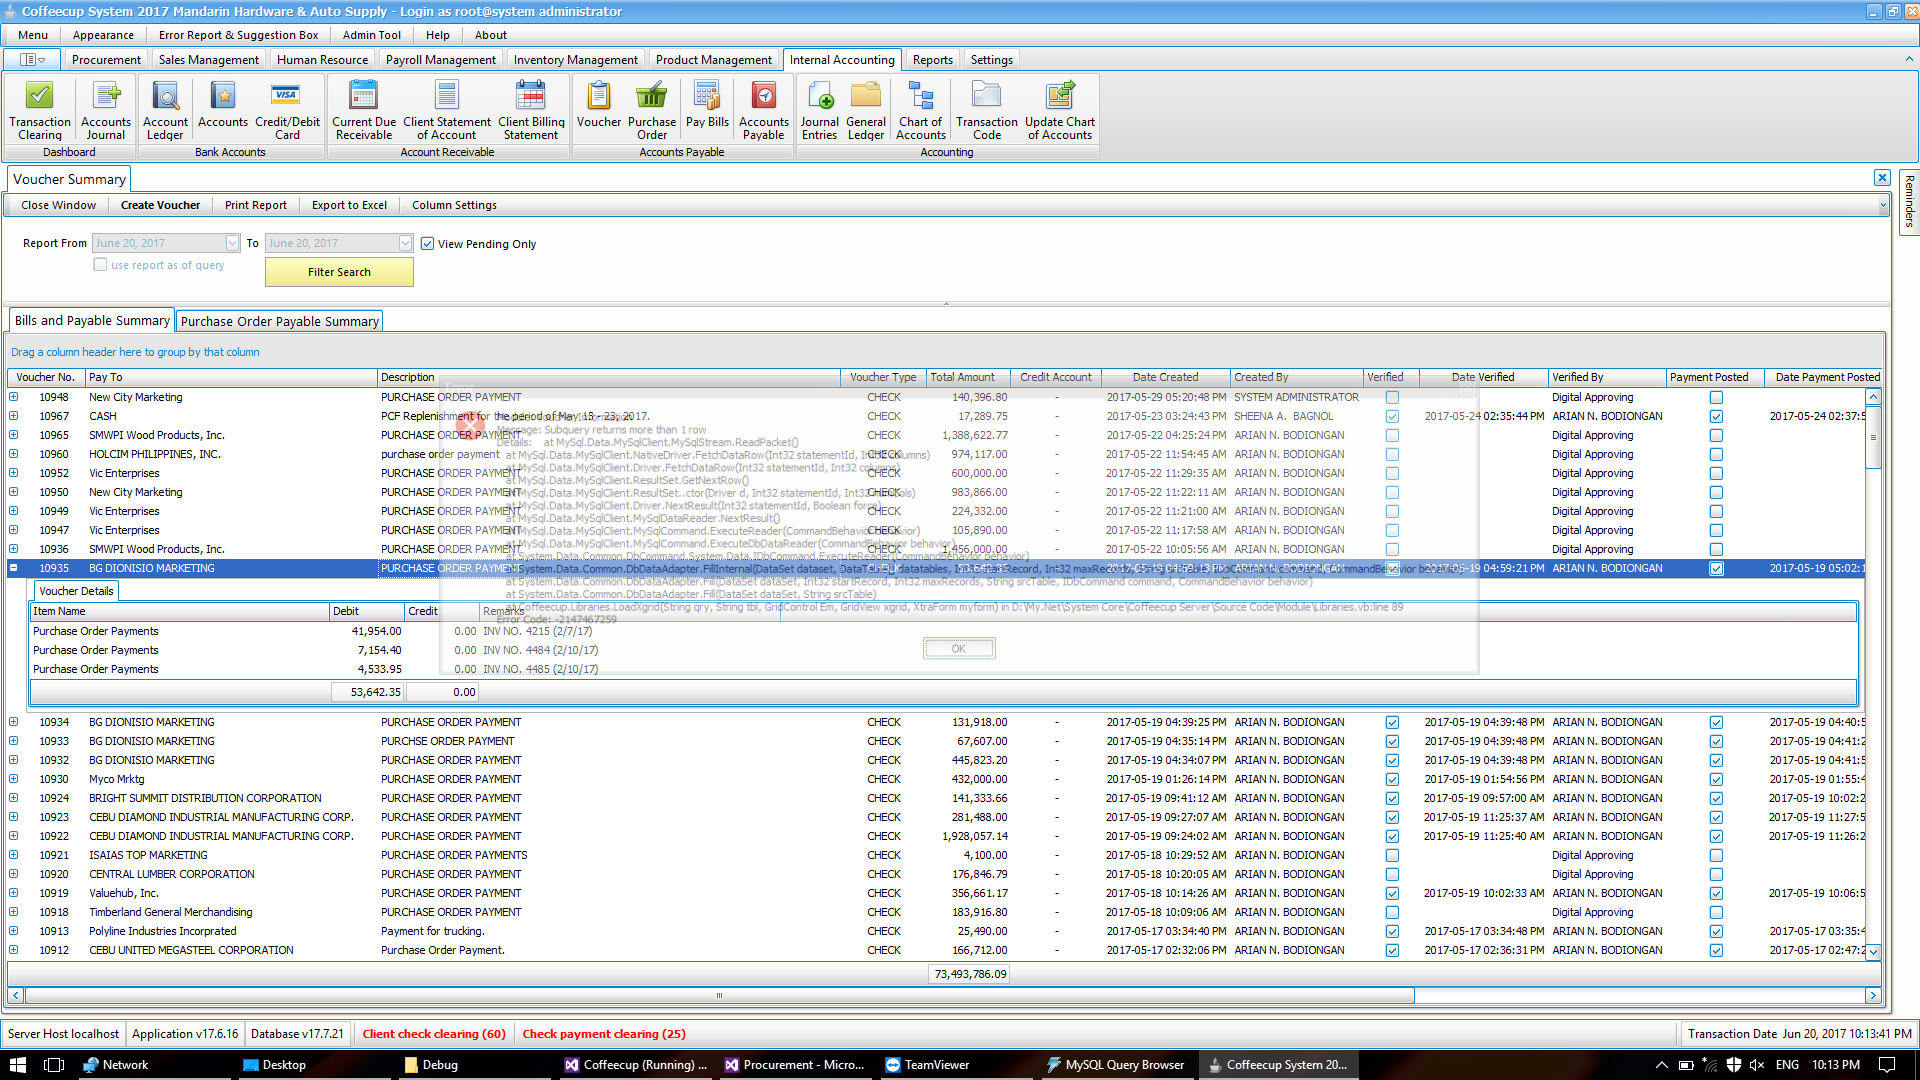 Coffeecup System 2017 Mandarin Hardware & Auto Supply - Login as root@system administrator
Menu Appearance Error Report & Suggestion Box Admin Tool Help About
Procurement Sales Management Human Resource Payroll Management Inventory Management Product Management Internal Accounting Reports Settings
Transaction Clearing Accounts Journal Account Ledger Accounts Credit/Debit Card Current Due Receivable Client Statement of Account Client Billing Statement Voucher Purchase Order Pay Bills Accounts Payable Journal Entries General Ledger Chart of Accounts Transaction Code Update Chart of Accounts
Dashboard Bank Accounts Account Receivable Accounts Payable Accounting
Voucher Summary
Reminders
Close Window Create Voucher Print Report Export to Excel Column Settings
Report From June 20, 2017 To June 20, 2017 View Pending Only
use report as of query Filter Search
Bills and Payable Summary Purchase Order Payable Summary
Drag a column header here to group by that column
Voucher No. Pay To Description Voucher Type Total Amount Credit Account Date Created Created By Verified Date Verified Verified By Payment Posted Date Payment Posted
Error
10948 New City Marketing PURCHASE ORDER PAYMENT CHECK 140,396.80 - 2017-05-29 05:20:48 PM SYSTEM ADMINISTRATOR Digital Approving
10967 CASH PCF Replenishment for the period of May 13 - 23, 2017. CHECK 17,289.75 - 2017-05-23 03:24:43 PM SHEENA A. BAGNOL 2017-05-24 02:35:44 PM ARIAN N. BODIONGAN 2017-05-24 02:37:5
Message: Subquery returns more than 1 row
10965 SMWPI Wood Products, Inc. PURCHASE ORDER PAYMENT CHECK 1,388,622.77 - 2017-05-22 04:25:24 PM ARIAN N. BODIONGAN Digital Approving
Details: at MySql.Data.MySqlClient.MySqlStream.ReadPacket()
10960 HOLCIM PHILIPPINES, INC. purchase order payment CHECK 974,117.00 - 2017-05-22 11:54:45 AM ARIAN N. BODIONGAN Digital Approving
at MySql.Data.MySqlClient.NativeDriver.FetchDataRow(Int32 statementId, Int32 columns)
at MySql.Data.MySqlClient.Driver.FetchDataRow(Int32 statementId, Int32 columns)
10952 Vic Enterprises PURCHASE ORDER PAYMENT CHECK 600,000.00 - 2017-05-22 11:29:35 AM ARIAN N. BODIONGAN Digital Approving
at MySql.Data.MySqlClient.ResultSet.GetNextRow()
10950 New City Marketing PURCHASE ORDER PAYMENT CHECK 983,866.00 - 2017-05-22 11:22:11 AM ARIAN N. BODIONGAN Digital Approving
at MySql.Data.MySqlClient.ResultSet..ctor(Driver d, Int32 statementId, Int32 numCols)
at MySql.Data.MySqlClient.Driver.NextResult(Int32 statementId, Boolean force)
10949 Vic Enterprises PURCHASE ORDER PAYMENT CHECK 224,332.00 - 2017-05-22 11:21:00 AM ARIAN N. BODIONGAN Digital Approving
at MySql.Data.MySqlClient.MySqlDataReader.NextResult()
10947 Vic Enterprises PURCHASE ORDER PAYMENT CHECK 105,890.00 - 2017-05-22 11:17:58 AM ARIAN N. BODIONGAN Digital Approving
at MySql.Data.MySqlClient.MySqlCommand.ExecuteReader(CommandBehavior behavior)
at MySql.Data.MySqlClient.MySqlCommand.ExecuteDbDataReader(CommandBehavior behavior)
10936 SMWPI Wood Products, Inc. PURCHASE ORDER PAYMENT CHECK 1,456,000.00 - 2017-05-22 10:05:56 AM ARIAN N. BODIONGAN Digital Approving
at System.Data.Common.DbCommand.System.Data.IDbCommand.ExecuteReader(CommandBehavior behavior)
10935 BG DIONISIO MARKETING PURCHASE ORDER PAYMENT CHECK 53,642.35 04:59:21 PM ARIAN N. BODIONGAN 2017-05-19 05:02:1
at System.Data.Common.DbDataAdapter.FillInternal(DataSet dataset, DataTable[] datatables, Int32 startRecord, Int32 maxRecords, String srcTable, IDbCommand command, CommandBehavior behavior)
at System.Data.Common.DbDataAdapter.Fill(DataSet dataSet, Int32 startRecord, Int32 maxRecords, String srcTable, IDbCommand command, CommandBehavior behavior)
Voucher Details
at System.Data.Common.DbDataAdapter.Fill(DataSet dataSet, String srcTable)
at Coffeecup.Libraries.LoadXgrid(String qry, String tbl, GridControl Em, GridView xgrid, XtraForm myform) in D:\My.Net\System Core\Coffeecup Server\Source Code\Module\Libraries.vb:line 89
Item Name Debit Credit Remarks
Error Code: -2147467259
Purchase Order Payments 41,954.00 0.00 INV NO. 4215 (2/7/17)
Purchase Order Payments 7,154.40 0.00 INV NO. 4484 (2/10/17)
OK
Purchase Order Payments 4,533.95 0.00 INV NO. 4485 (2/10/17)
53,642.35 0.00
10934 BG DIONISIO MARKETING PURCHASE ORDER PAYMENT CHECK 131,918.00 - 2017-05-19 04:39:25 PM ARIAN N. BODIONGAN 2017-05-19 04:39:48 PM ARIAN N. BODIONGAN 2017-05-19 04:40:5
10933 BG DIONISIO MARKETING PURCHSE ORDER PAYMENT CHECK 67,607.00 - 2017-05-19 04:35:14 PM ARIAN N. BODIONGAN 2017-05-19 04:39:48 PM ARIAN N. BODIONGAN 2017-05-19 04:41:2
10932 BG DIONISIO MARKETING PURCHASE ORDER PAYMENT CHECK 445,823.20 - 2017-05-19 04:34:07 PM ARIAN N. BODIONGAN 2017-05-19 04:39:48 PM ARIAN N. BODIONGAN 2017-05-19 04:41:5
10930 Myco Mrktg PURCHASE ORDER PAYMENT CHECK 432,000.00 - 2017-05-19 01:26:14 PM ARIAN N. BODIONGAN 2017-05-19 01:54:56 PM ARIAN N. BODIONGAN 2017-05-19 01:55:4
10924 BRIGHT SUMMIT DISTRIBUTION CORPORATION PURCHASE ORDER PAYMENT CHECK 141,333.66 - 2017-05-19 09:41:12 AM ARIAN N. BODIONGAN 2017-05-19 09:57:00 AM ARIAN N. BODIONGAN 2017-05-19 10:02:2
10923 CEBU DIAMOND INDUSTRIAL MANUFACTURING CORP. PURCHASE ORDER PAYMENT CHECK 281,488.00 - 2017-05-19 09:27:07 AM ARIAN N. BODIONGAN 2017-05-19 11:25:37 AM ARIAN N. BODIONGAN 2017-05-19 11:27:5
10922 CEBU DIAMOND INDUSTRIAL MANUFACTURING CORP. PURCHASE ORDER PAYMENT CHECK 1,928,057.14 - 2017-05-19 09:24:02 AM ARIAN N. BODIONGAN 2017-05-19 11:25:40 AM ARIAN N. BODIONGAN 2017-05-19 11:26:2
10921 ISAIAS TOP MARKETING PURCHASE ORDER PAYMENTS CHECK 4,100.00 - 2017-05-18 10:29:52 AM ARIAN N. BODIONGAN Digital Approving
10920 CENTRAL LUMBER CORPORATION PURCHASE ORDER PAYMENT CHECK 176,846.79 - 2017-05-18 10:20:05 AM ARIAN N. BODIONGAN Digital Approving
10919 Valuehub, Inc. PURCHASE ORDER PAYMENT CHECK 356,661.17 - 2017-05-18 10:14:26 AM ARIAN N. BODIONGAN 2017-05-19 10:02:33 AM ARIAN N. BODIONGAN 2017-05-19 10:06:5
10918 Timberland General Merchandising PURCHASE ORDER PAYMENT CHECK 183,916.80 - 2017-05-18 10:09:06 AM ARIAN N. BODIONGAN Digital Approving
10913 Polyline Industries Incorprated Payment for trucking. CHECK 25,490.00 - 2017-05-17 03:34:40 PM ARIAN N. BODIONGAN 2017-05-17 03:34:48 PM ARIAN N. BODIONGAN 2017-05-17 03:35:4
10912 CEBU UNITED MEGASTEEL CORPORATION Purchase Order Payment. CHECK 166,712.00 - 2017-05-17 02:32:06 PM ARIAN N. BODIONGAN 2017-05-17 02:36:31 PM ARIAN N. BODIONGAN 2017-05-17 02:47:2
73,493,786.09
Server Host localhost Application v17.6.16 Database v17.7.21 Client check clearing (60) Check payment clearing (25) Transaction Date Jun 20, 2017 10:13:41 PM
Network Desktop Debug Coffeecup (Running) ... Procurement - Micro... TeamViewer MySQL Query Browser Coffeecup System 20... ENG 10:13 PM